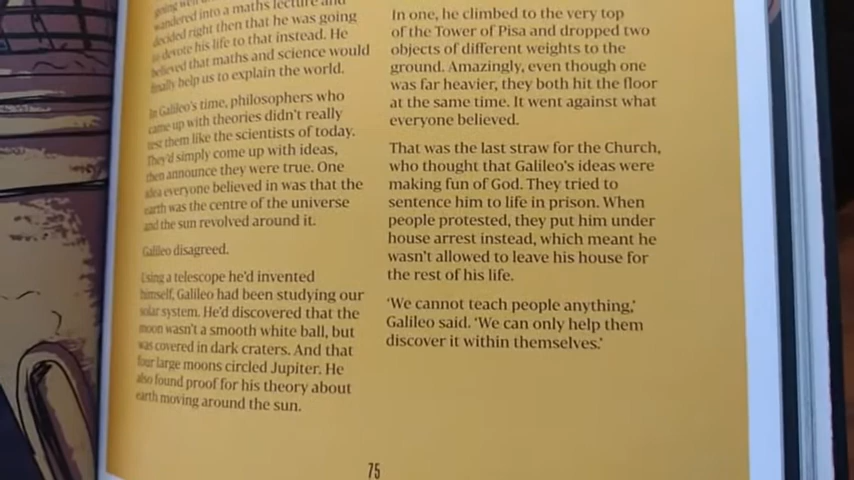 going well
wandered into a maths lecture and
decided right then that he was going
to devote his life to that instead. He
believed that maths and science would
finally help us to explain the world.
In Galileo's time, philosophers who
came up with theories didn't really
test them like the scientists of today.
They'd simply come up with ideas,
then announce they were true. One
idea everyone believed in was that the
earth was the centre of the universe
and the sun revolved around it.
Galileo disagreed.
Using a telescope he'd invented
himself, Galileo had been studying our
solar system. He'd discovered that the
moon wasn't a smooth white ball, but
was covered in dark craters. And that
four large moons circled Jupiter. He
also found proof for his theory about
earth moving around the sun.
In one, he climbed to the very top
of the Tower of Pisa and dropped two
objects of different weights to the
ground. Amazingly, even though one
was far heavier, they both hit the floor
at the same time. It went against what
everyone believed.
That was the last straw for the Church,
who thought that Galileo's ideas were
making fun of God. They tried to
sentence him to life in prison. When
people protested, they put him under
house arrest instead, which meant he
wasn't allowed to leave his house for
the rest of his life.
'We cannot teach people anything,'
Galileo said. 'We can only help them
discover it within themselves.'
75